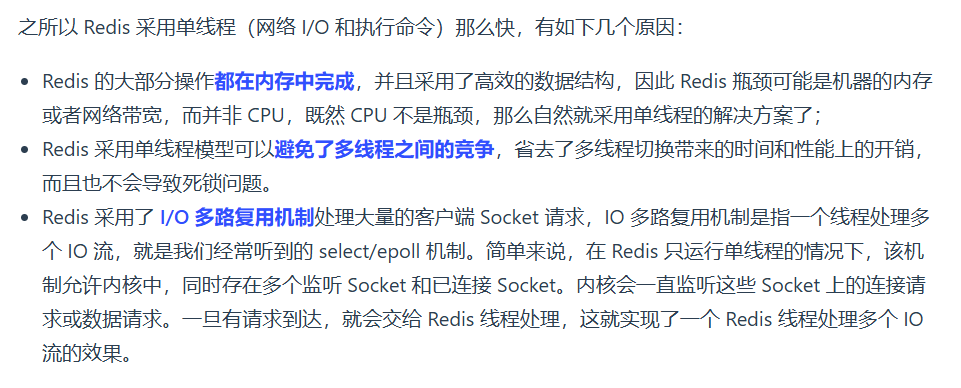 之所以 Redis 采用单线程（网络 I/O 和执行命令）那么快，有如下几个原因：
• Redis 的大部分操作都在内存中完成，并且采用了高效的数据结构，因此 Redis 瓶颈可能是机器的内存
或者网络带宽，而并非 CPU，既然 CPU 不是瓶颈，那么自然就采用单线程的解决方案了；
• Redis 采用单线程模型可以避免了多线程之间的竞争，省去了多线程切换带来的时间和性能上的开销，
而且也不会导致死锁问题。
• Redis 采用了 I/O 多路复用机制处理大量的客户端 Socket 请求，IO 多路复用机制是指一个线程处理多
个 IO 流，就是我们经常听到的 select/epoll 机制。简单来说，在 Redis 只运行单线程的情况下，该机
制允许内核中，同时存在多个监听 Socket 和已连接 Socket。内核会一直监听这些 Socket 上的连接请
求或数据请求。一旦有请求到达，就会交给 Redis 线程处理，这就实现了一个 Redis 线程处理多个 IO
流的效果。